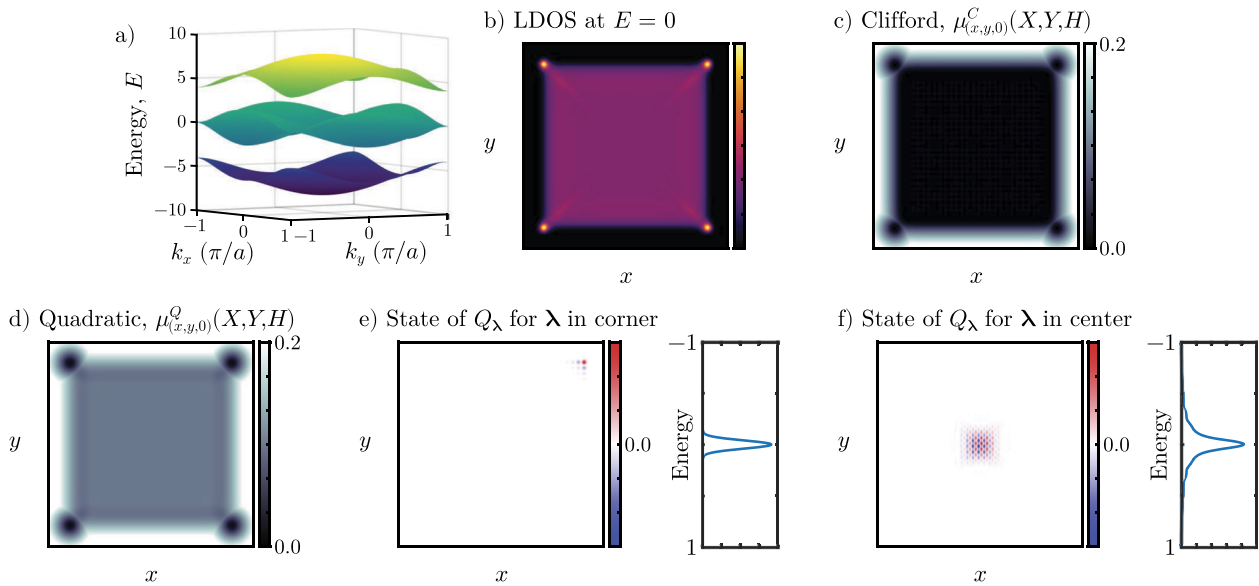 a)
10
5
0
−5
−10
Energy, E
−1
0
1
k_x (π/a)
−1
0
1
k_y (π/a)
b) LDOS at E = 0
y
x
c) Clifford, μ^C_(x,y,0)(X,Y,H)
y
x
0.2
0.0
d) Quadratic, μ^Q_(x,y,0)(X,Y,H)
y
x
0.2
0.0
e) State of Q_λ for λ in corner
y
x
0.0
Energy
−1
1
f) State of Q_λ for λ in center
y
x
0.0
Energy
−1
1